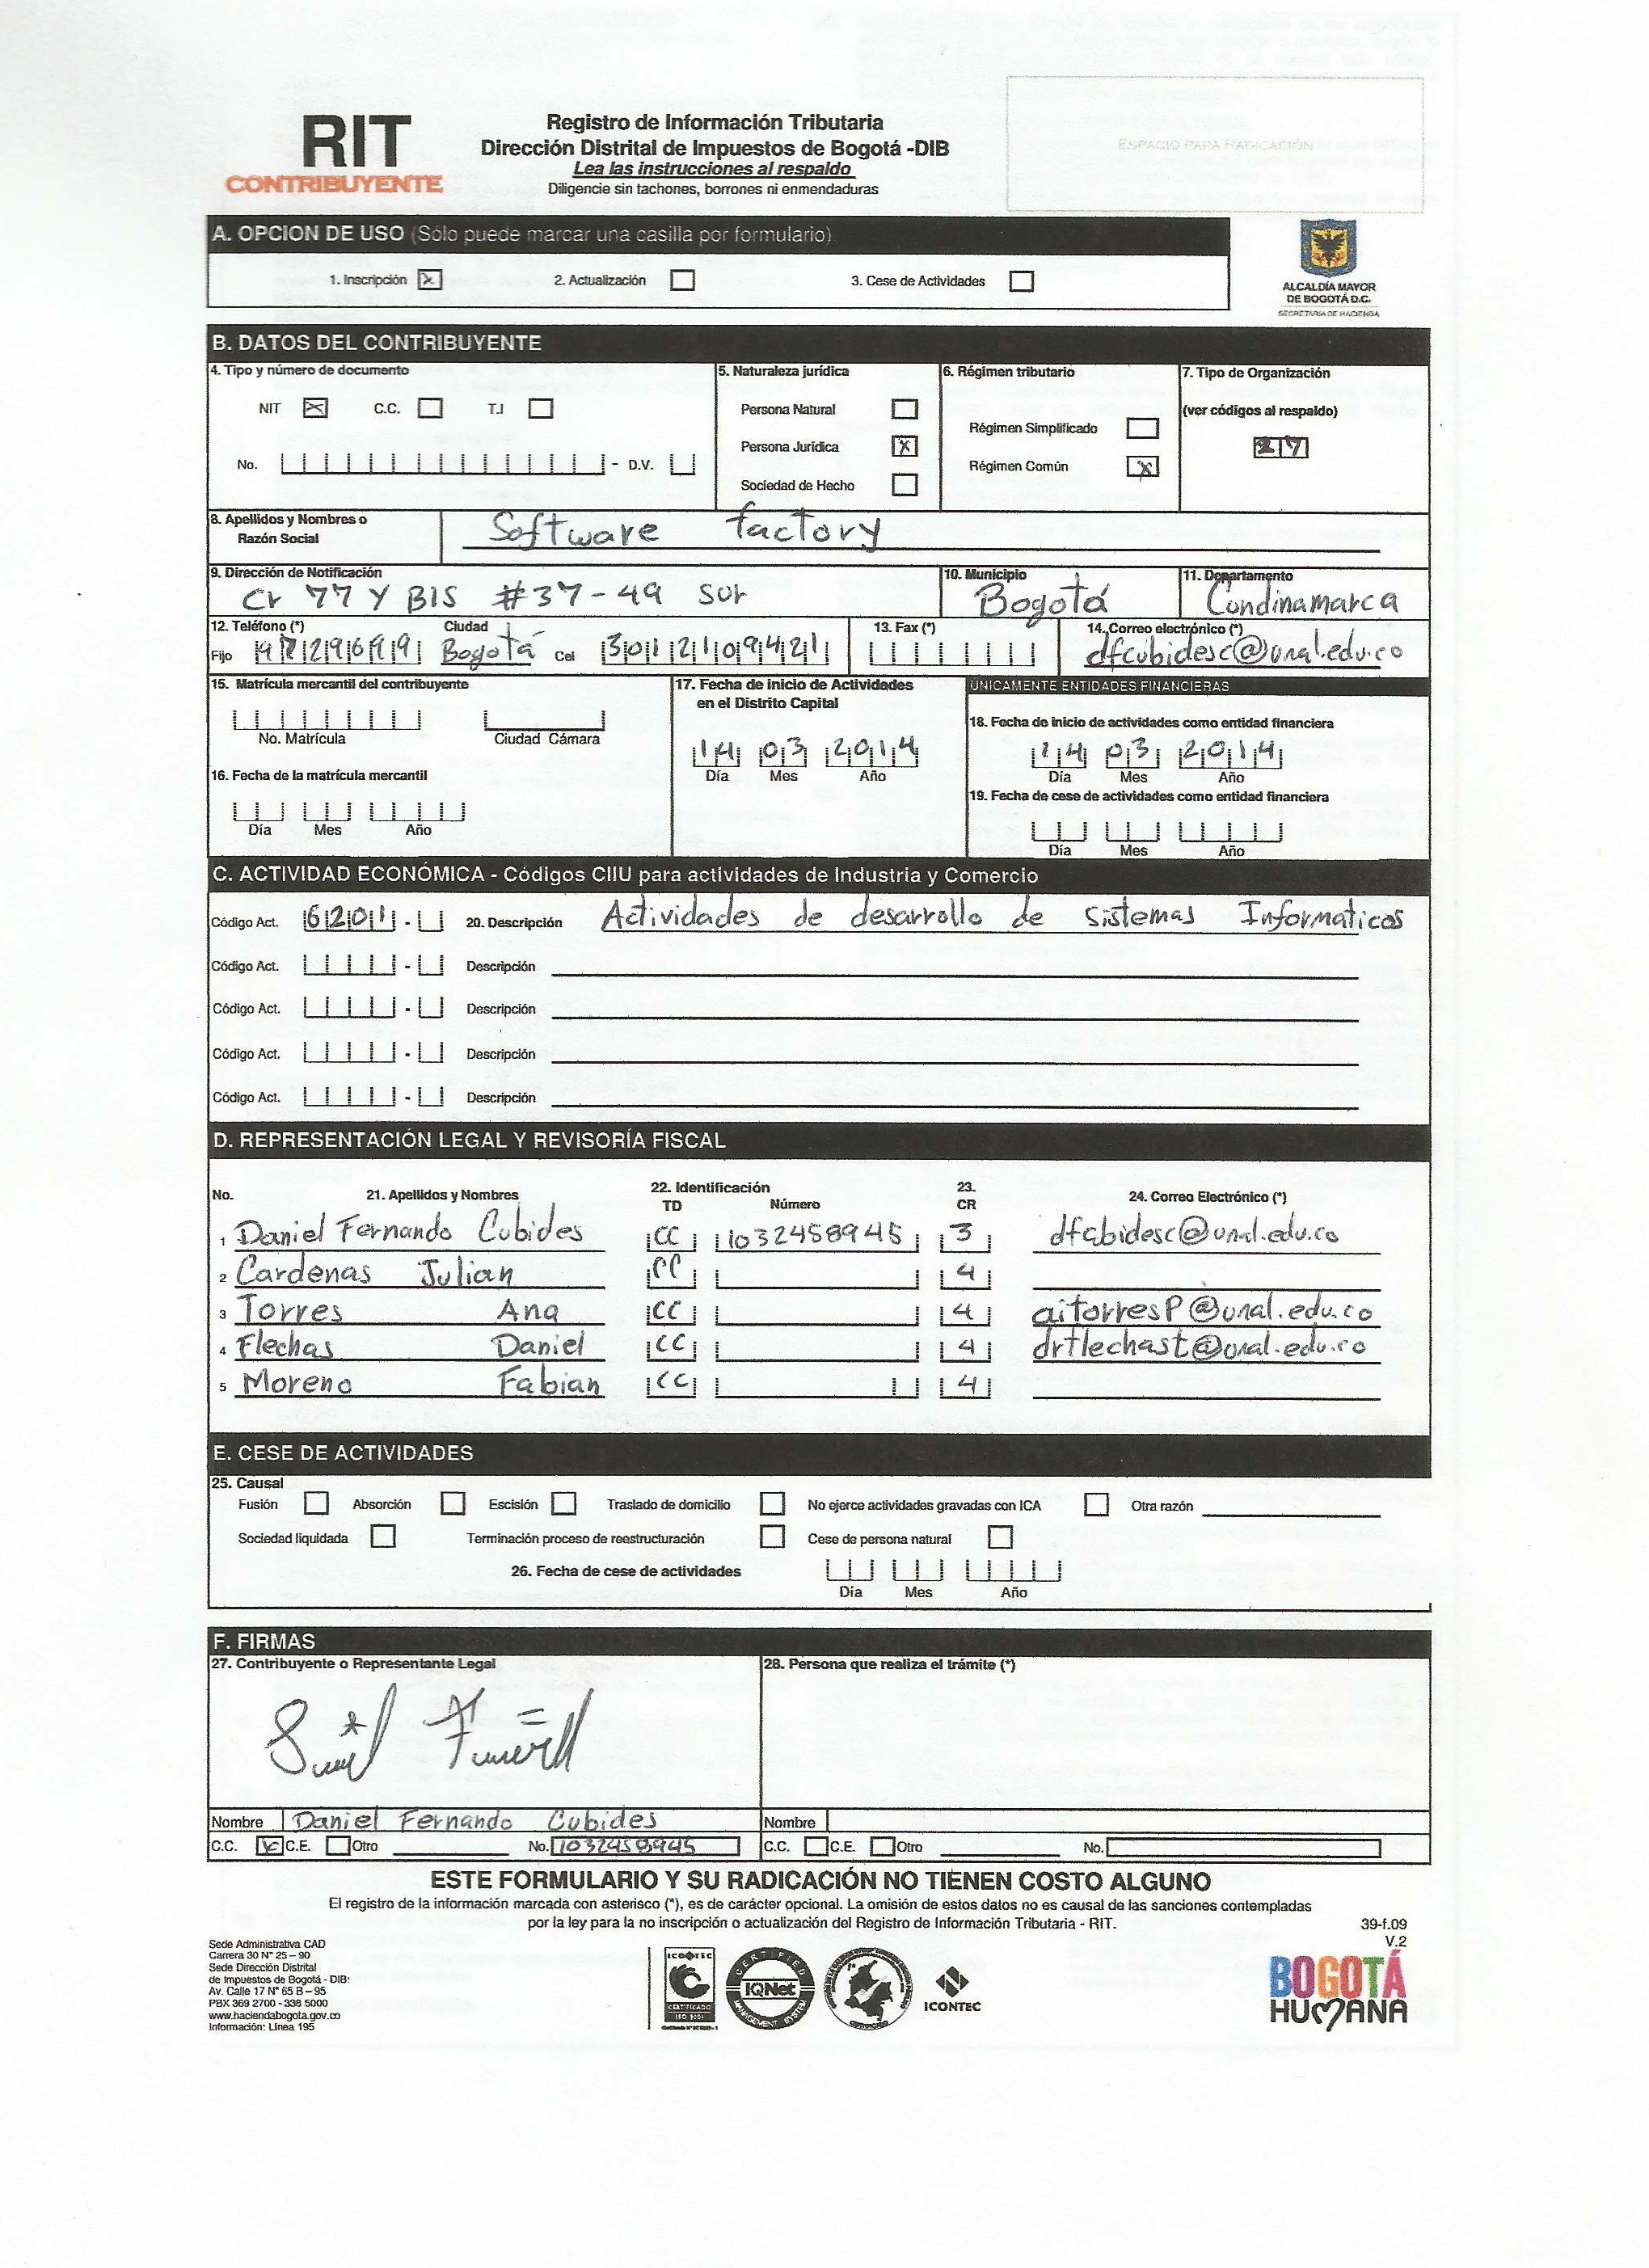 RIT
CONTRIBUYENTE
Registro de Información Tributaria
Dirección Distrital de Impuestos de Bogotá -DIB
Lea las instrucciones al respaldo
Diligencie sin tachones, borrones ni enmendaduras
ESPACIO PARA RADICACIÓN
A. OPCION DE USO (Sólo puede marcar una casilla por formulario)
1. Inscripción X 2. Actualización 3. Cese de Actividades
ALCALDÍA MAYOR
DE BOGOTÁ D.C.
SECRETARIA DE HACIENDA
B. DATOS DEL CONTRIBUYENTE
4. Tipo y número de documento 5. Naturaleza jurídica 6. Régimen tributario 7. Tipo de Organización
NIT X C.C. T.I Persona Natural (ver códigos al respaldo)
Régimen Simplificado
Persona Jurídica X 27
No. - D.V. Régimen Común X
Sociedad de Hecho
8. Apellidos y Nombres o
Razón Social
Software factory
9. Dirección de Notificación 10. Municipio 11. Departamento
Cr 77 Y BIS #37-49 sur Bogotá Condinamarca
12. Teléfono (*) Ciudad 13. Fax (*) 14. Correo electrónico (*)
Fijo Bogotá Cel 3012109421 dfcubidesc@unal.edu.co
15. Matrícula mercantil del contribuyente 17. Fecha de inicio de Actividades
en el Distrito Capital
UNICAMENTE ENTIDADES FINANCIERAS
18. Fecha de inicio de actividades como entidad financiera
No. Matrícula Ciudad Cámara
14 03 2014 14 03 2014
Día Mes Año Día Mes Año
16. Fecha de la matrícula mercantil
19. Fecha de cese de actividades como entidad financiera
Día Mes Año Día Mes Año
C. ACTIVIDAD ECONÓMICA - Códigos CIIU para actividades de Industria y Comercio
Código Act. 6201 - 20. Descripción Actividades de desarrollo de sistemas Informaticos
Código Act. - Descripción
Código Act. - Descripción
Código Act. - Descripción
Código Act. - Descripción
D. REPRESENTACIÓN LEGAL Y REVISORÍA FISCAL
No. 21. Apellidos y Nombres 22. Identificación 23. 24. Correo Electrónico (*)
TD Número CR
1 Daniel Fernando Cubides CC 1032458945 3 dfcubidesc@unal.edu.co
2 Cardenas Julian CC 4
3 Torres Ana CC 4 aitorresP@unal.edu.co
4 Flechas Daniel CC 4 drflechast@unal.edu.co
5 Moreno Fabian CC 4
E. CESE DE ACTIVIDADES
25. Causal
Fusión Absorción Escisión Traslado de domicilio No ejerce actividades gravadas con ICA Otra razón
Sociedad liquidada Terminación proceso de reestructuración Cese de persona natural
26. Fecha de cese de actividades
Día Mes Año
F. FIRMAS
27. Contribuyente o Representante Legal 28. Persona que realiza el trámite (*)
Nombre Daniel Fernando Cubides Nombre
C.C. X C.E. Otro No. 1032458945 C.C. C.E. Otro No.
ESTE FORMULARIO Y SU RADICACIÓN NO TIENEN COSTO ALGUNO
El registro de la información marcada con asterisco (*), es de carácter opcional. La omisión de estos datos no es causal de las sanciones contempladas
por la ley para la no inscripción o actualización del Registro de Información Tributaria - RIT.
39-f.09
V.2
Sede Administrativa CAD
Carrera 30 N° 25 – 90
Sede Dirección Distrital
de Impuestos de Bogotá - DIB:
Av. Calle 17 N° 65 B – 95
PBX 369 2700 - 338 5000
www.haciendabogota.gov.co
Información: Línea 195
icontec
CERTIFICADO
ISO 9001
CERTIFIED
IQNet
MANAGEMENT SYSTEM
ICONTEC
BOGOTÁ
HUMANA